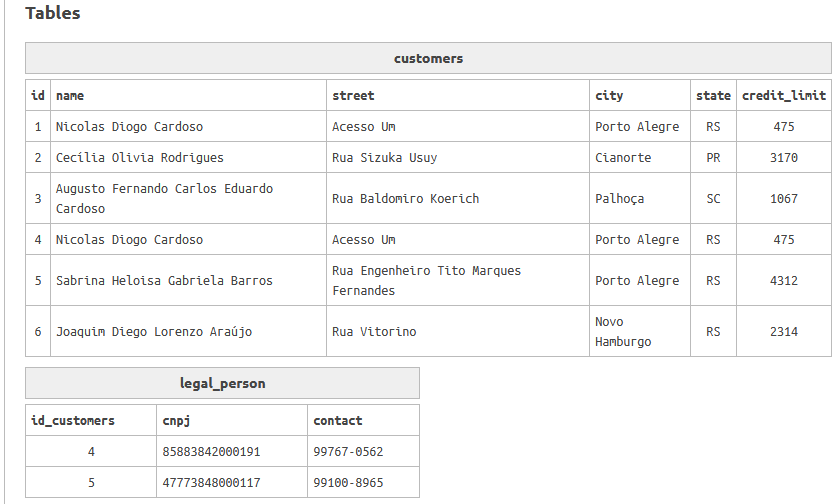 Tables
customers
id name street city state credit_limit
1 Nicolas Diogo Cardoso Acesso Um Porto Alegre RS 475
2 Cecília Olivia Rodrigues Rua Sizuka Usuy Cianorte PR 3170
3 Augusto Fernando Carlos Eduardo Cardoso Rua Baldomiro Koerich Palhoça SC 1067
4 Nicolas Diogo Cardoso Acesso Um Porto Alegre RS 475
5 Sabrina Heloisa Gabriela Barros Rua Engenheiro Tito Marques Fernandes Porto Alegre RS 4312
6 Joaquim Diego Lorenzo Araújo Rua Vitorino Novo Hamburgo RS 2314
legal_person
id_customers cnpj contact
4 85883842000191 99767-0562
5 47773848000117 99100-8965